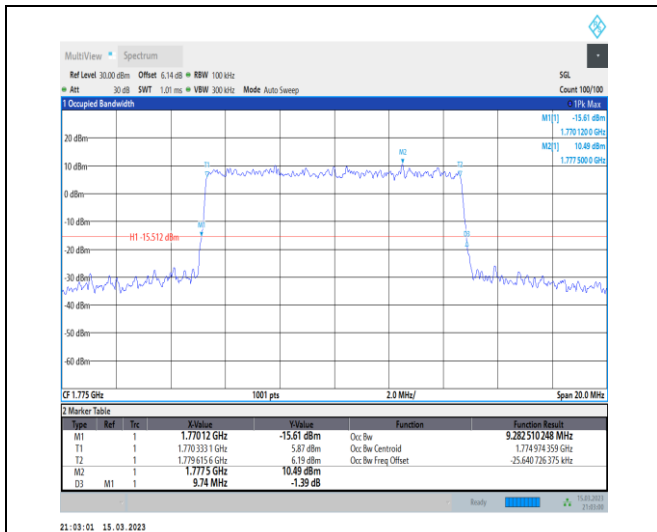 MultiView Spectrum
Ref Level 30.00 dBm Offset 6.14 dB RBW 100 kHz SGL
Att 30 dB SWT 1.01 ms VBW 300 kHz Mode Auto Sweep Count 100/100
1 Occupied Bandwidth 1Pk Max
M1[1] -15.61 dBm
1.770 120 0 GHz
M2[1] 10.49 dBm
1.777 500 0 GHz
20 dBm
10 dBm
0 dBm
-10 dBm
-20 dBm
-30 dBm
-40 dBm
-50 dBm
-60 dBm
T1
M2
T2
M1
D3
H1 -15.512 dBm
CF 1.775 GHz 1001 pts 2.0 MHz/ Span 20.0 MHz
2 Marker Table
Type Ref Trc X-Value Y-Value Function Function Result
M1 1 1.77012 GHz -15.61 dBm Occ Bw 9.282 510 248 MHz
T1 1 1.770 333 1 GHz 5.87 dBm Occ Bw Centroid 1.774 974 359 GHz
T2 1 1.779 615 6 GHz 6.19 dBm Occ Bw Freq Offset -25.640 726 375 kHz
M2 1 1.7775 GHz 10.49 dBm
D3 M1 1 9.74 MHz -1.39 dB
Ready 15.03.2023
21:03:00
21:03:01 15.03.2023